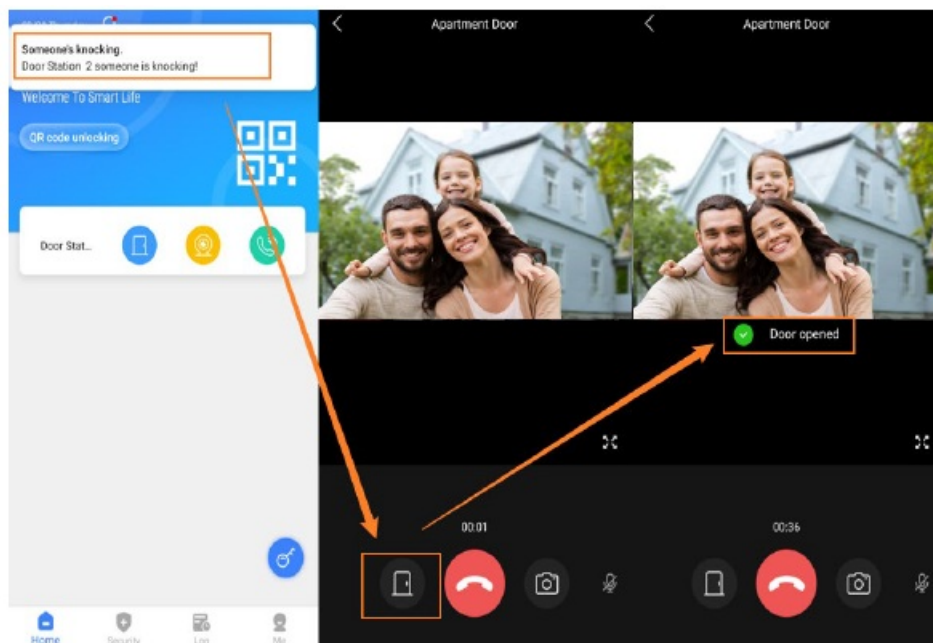 Someone's knocking.
Door Station 2 someone is knocking!
Welcome To Smart Life
QR code unlocking
Door Stat...
Home
Security
Log
Me
Apartment Door
00:01
Apartment Door
Door opened
00:36